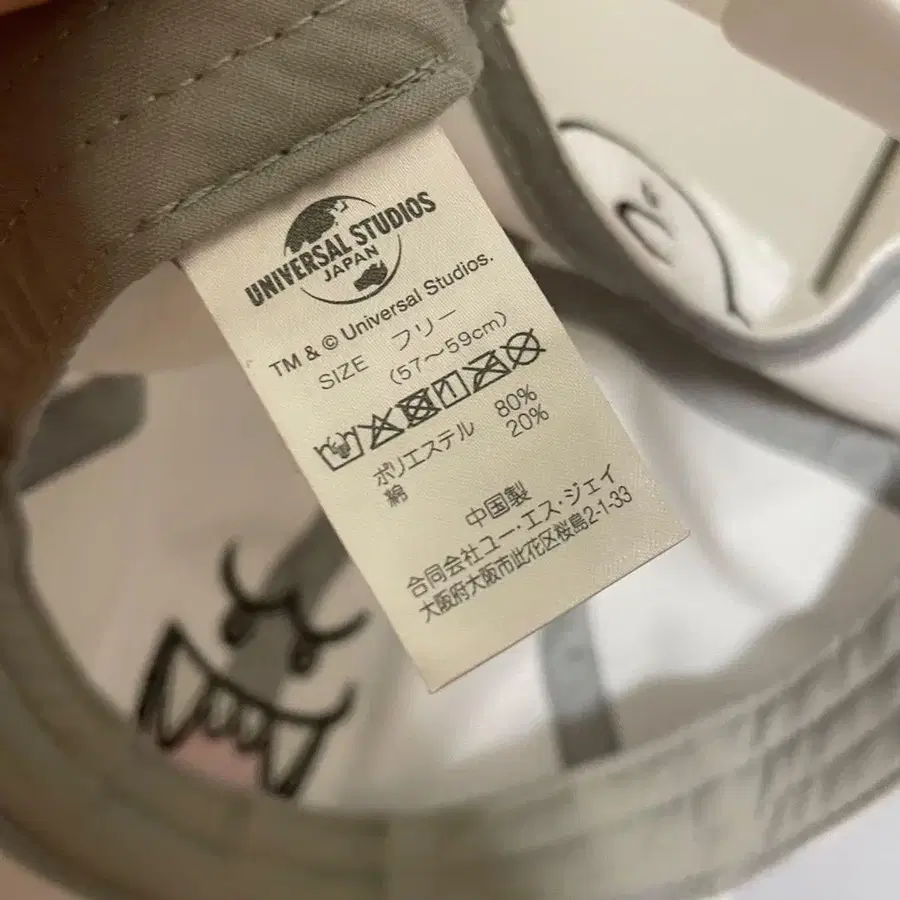 UNIVERSAL STUDIOS
JAPAN
TM & © Universal Studios.
SIZE フリー
(57～59cm)
ポリエステル 80%
綿 20%
中国製
合同会社ユー・エス・ジェイ
大阪府大阪市此花区桜島2-1-33